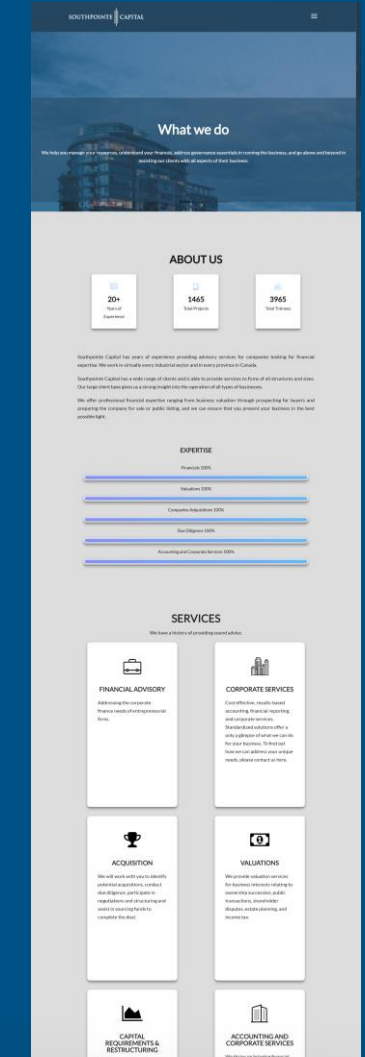 SOUTHPOINTE CAPITAL
What we do
We help you manage your resources, understand your finances, address governance essentials in running the business, and go above and beyond in
assisting our clients with all aspects of their business.
ABOUT US
20+
Years of
Experience
1465
Total Projects
3965
Total Trainees
Southpointe Capital has years of experience providing advisory services for companies looking for financial
expertise. We work in virtually every industrial sector and in every province in Canada.
Southpointe Capital has a wide range of clients and is able to provide services to firms of all structures and sizes.
Our large client base gives us a strong insight into the operation of all types of businesses.
We offer professional financial expertise ranging from business valuation through prospecting for buyers and
preparing the company for sale or public listing, and we can ensure that you present your business in the best
possible light.
EXPERTISE
Financials 100%
Valuations 100%
Companies Adquisitions 100%
Due Diligence 100%
Accounting and Corporate Services 100%
SERVICES
We have a history of providing sound advice.
FINANCIAL ADVISORY
Addressing the corporate
finance needs of entrepreneurial
firms.
CORPORATE SERVICES
Cost effective, results-based
accounting, financial reporting
and corporate services.
Standardized solutions offer a
only a glimpse of what we can do
for your business. To find out
how we can address your unique
needs, please contact us here.
ACQUISITION
We will work with you to identify
potential acquisitions, conduct
due diligence, participate in
negotiations and structuring and
assist in sourcing funds to
complete the deal.
VALUATIONS
We provide valuation services
for business interests relating to
ownership succession, public
transactions, shareholder
disputes, estate planning, and
income tax.
CAPITAL
REQUIREMENTS &
RESTRUCTURING
ACCOUNTING AND
CORPORATE SERVICES